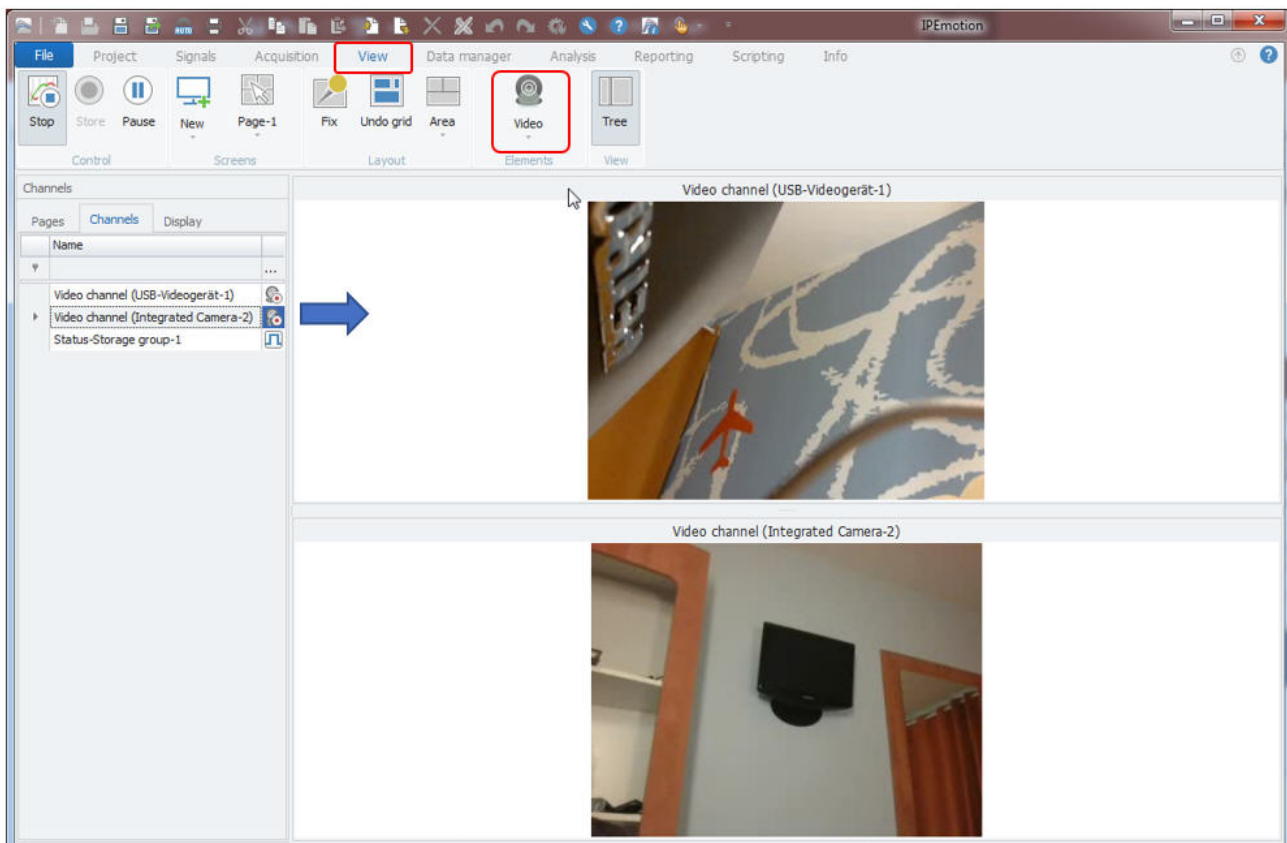 AUTO
IPEmotion
File Project Signals Acquisition View Data manager Analysis Reporting Scripting Info
Stop Store Pause New Page-1 Fix Undo grid Area Video Tree
Control Screens Layout Elements View
Channels
Pages Channels Display
Name
...
Video channel (USB-Videogerät-1)
Video channel (Integrated Camera-2)
Status-Storage group-1
Video channel (USB-Videogerät-1)
Video channel (Integrated Camera-2)